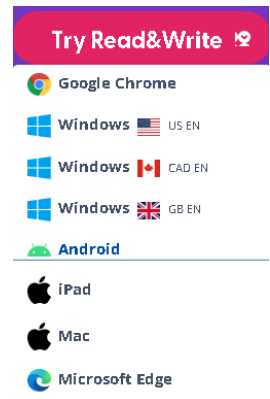 Try Read&Write
Google Chrome
Windows US EN
Windows CAD EN
Windows GB EN
Android
iPad
Mac
Microsoft Edge